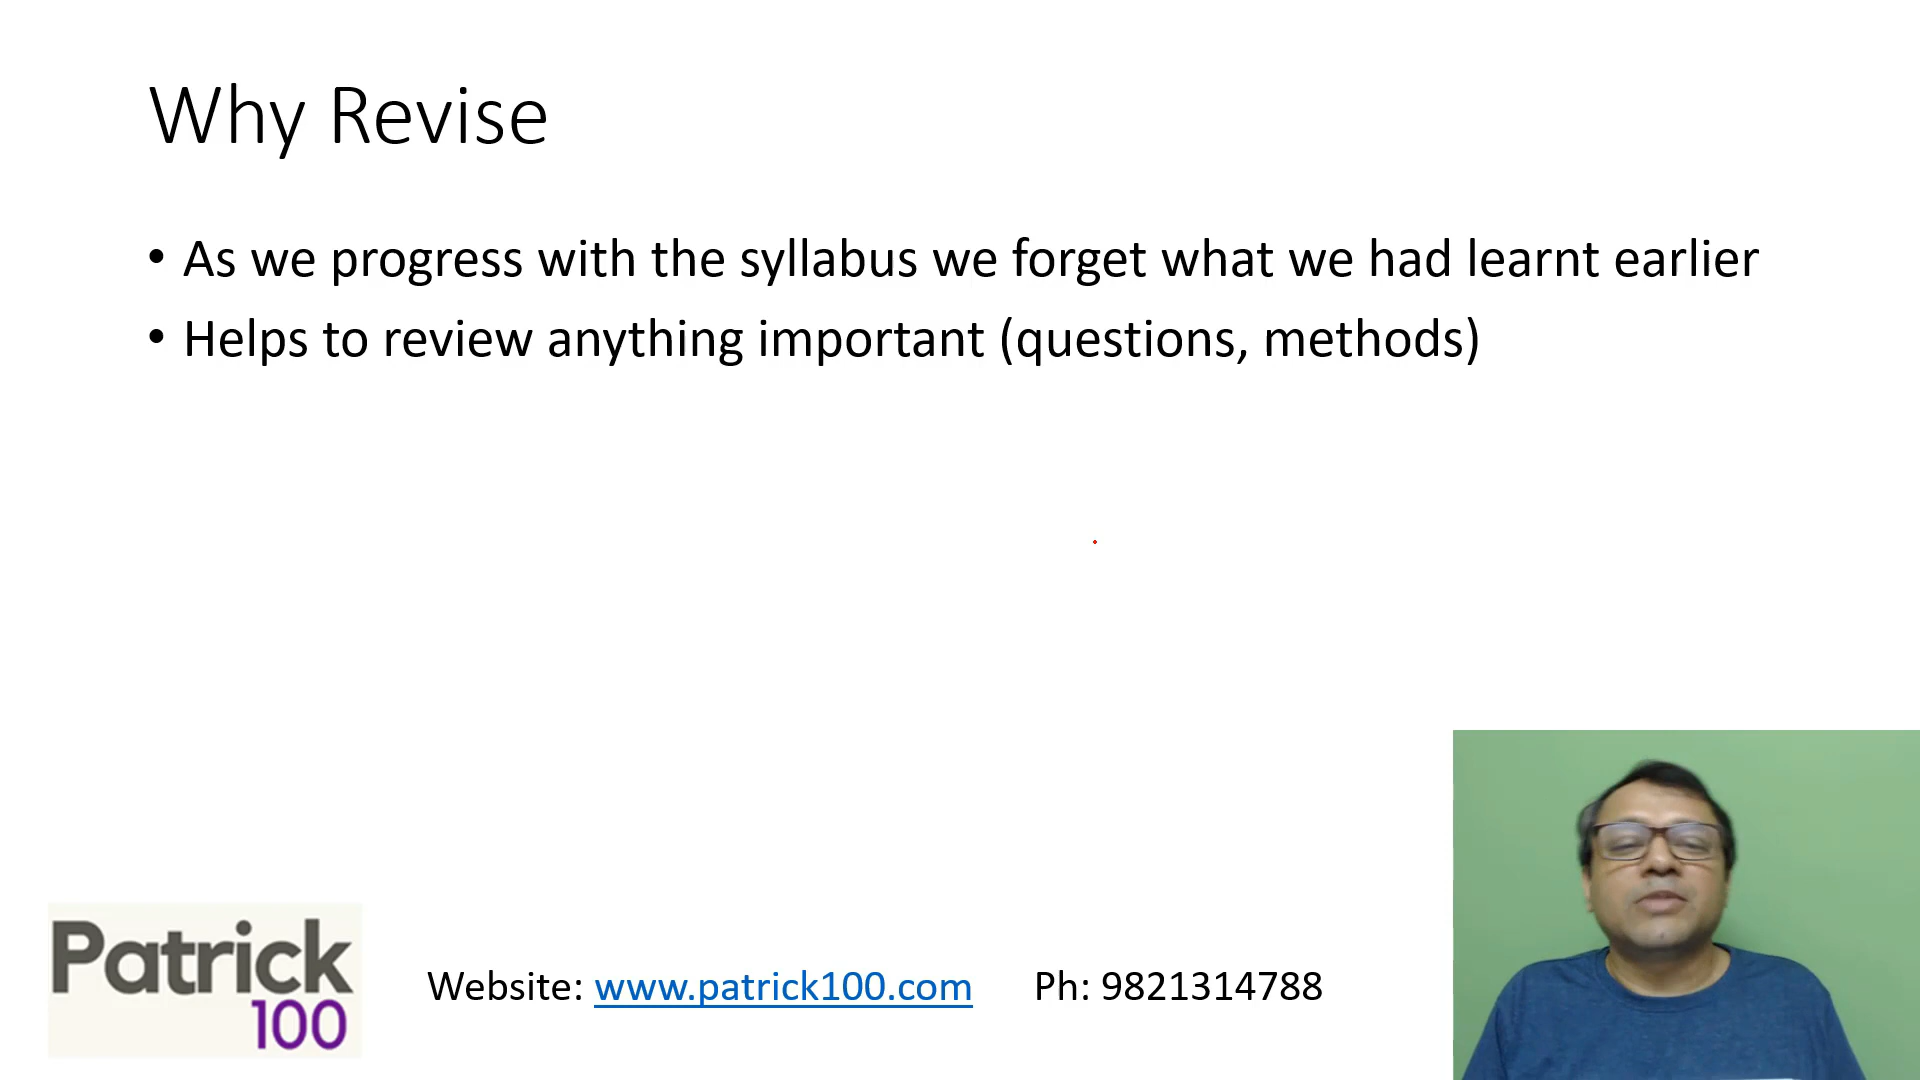 Why Revise
• As we progress with the syllabus we forget what we had learnt earlier
• Helps to review anything important (questions, methods)
Patrick
100
Website: www.patrick100.com Ph: 9821314788